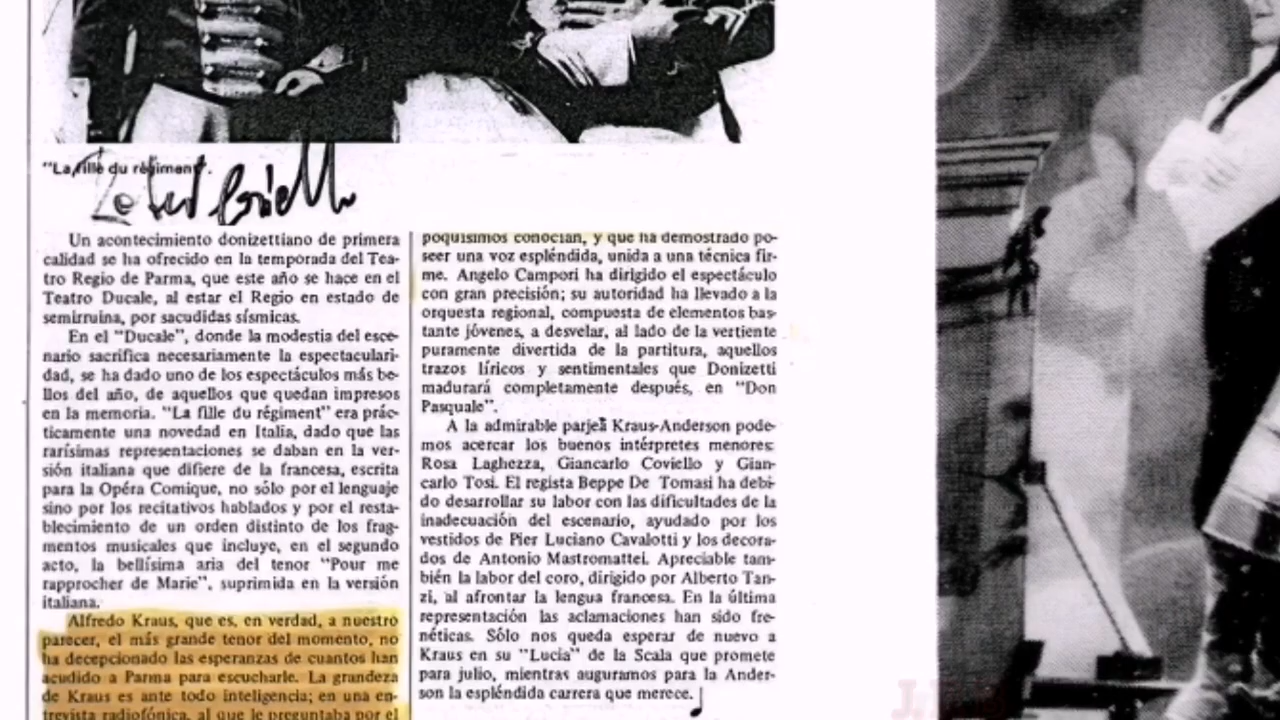 "La fille du régiment".
Un acontecimiento donizettiano de primera
calidad se ha ofrecido en la temporada del Tea-
tro Regio de Parma, que este año se hace en el
Teatro Ducale, al estar el Regio en estado de
semirruina, por sacudidas sísmicas.
En el "Ducale", donde la modestia del esce-
nario sacrifica necesariamente la espectaculari-
dad, se ha dado uno de los espectáculos más be-
llos del año, de aquellos que quedan impresos
en la memoria. "La fille du régiment" era prác-
ticamente una novedad en Italia, dado que las
rarísimas representaciones se daban en la ver-
sión italiana que difiere de la francesa, escrita
para la Opéra Comique, no sólo por el lenguaje
sino por los recitativos hablados y por el resta-
blecimiento de un orden distinto de los frag-
mentos musicales que incluye, en el segundo
acto, la bellísima aria del tenor "Pour me
rapprocher de Marie", suprimida en la versión
italiana.
Alfredo Kraus, que es, en verdad, a nuestro
parecer, el más grande tenor del momento, no
ha decepcionado las esperanzas de cuantos han
acudido a Parma para escucharle. La grandeza
de Kraus es ante todo inteligencia; en una en-
trevista radiofónica, al que le preguntaba por el
poquísimos conocían, y que ha demostrado po-
seer una voz espléndida, unida a una técnica fir-
me. Angelo Campori ha dirigido el espectáculo
con gran precisión; su autoridad ha llevado a la
orquesta regional, compuesta de elementos bas-
tante jóvenes, a desvelar, al lado de la vertiente
puramente divertida de la partitura, aquellos
trazos líricos y sentimentales que Donizetti
madurará completamente después, en "Don
Pasquale".
A la admirable pareja Kraus-Anderson pode-
mos acercar los buenos intérpretes menores:
Rosa Laghezza, Giancarlo Coviello y Gian-
carlo Tosi. El regista Beppe De Tomasi ha debi-
do desarrollar su labor con las dificultades de la
inadecuación del escenario, ayudado por los
vestidos de Pier Luciano Cavalotti y los decora-
dos de Antonio Mastromattei. Apreciable tam-
bién la labor del coro, dirigido por Alberto Tan-
zi, al afrontar la lengua francesa. En la última
representación las aclamaciones han sido fre-
néticas. Sólo nos queda esperar de nuevo a
Kraus en su "Lucia" de la Scala que promete
para julio, mientras auguramos para la Ander-
son la espléndida carrera que merece.